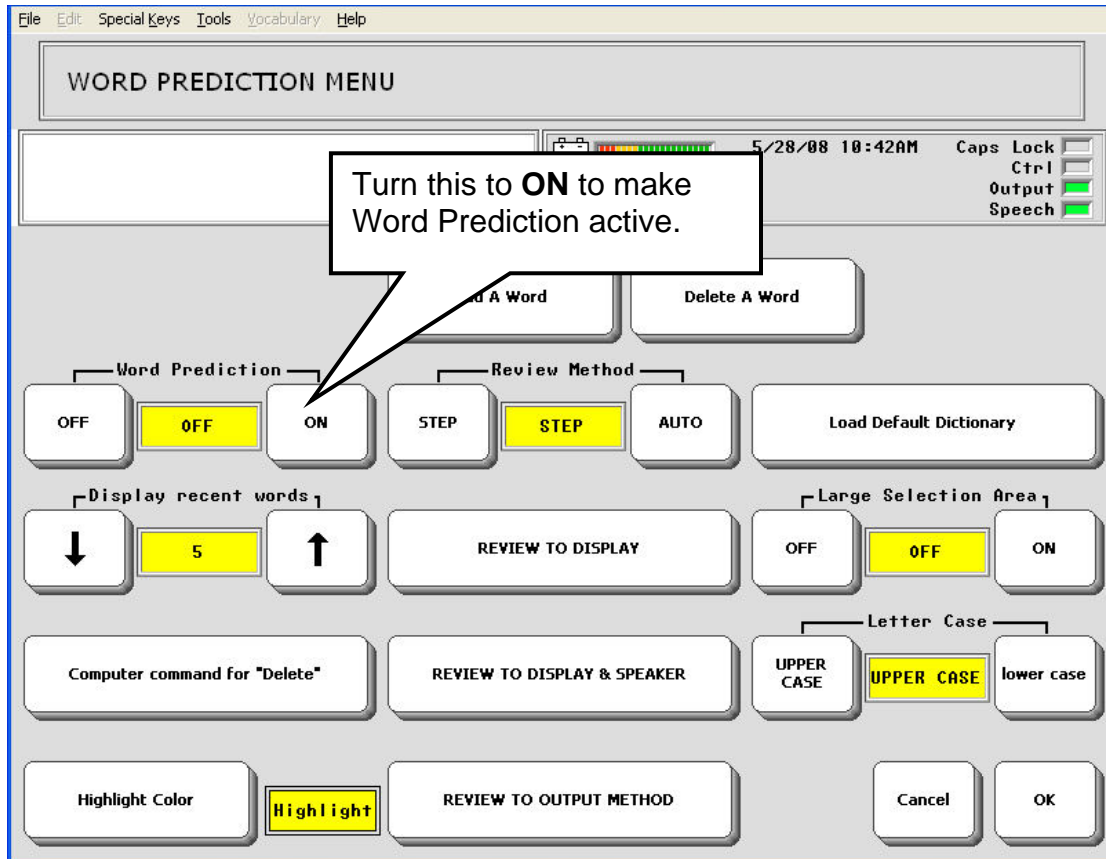 File Edit Special Keys Tools Vocabulary Help
WORD PREDICTION MENU
5/28/08 10:42AM Caps Lock
Ctrl
Output
Speech
Turn this to ON to make
Word Prediction active.
A Word Delete A Word
Word Prediction Review Method
OFF OFF ON STEP STEP AUTO Load Default Dictionary
Display recent words Large Selection Area
↓ 5 ↑ REVIEW TO DISPLAY OFF OFF ON
Letter Case
Computer command for "Delete" REVIEW TO DISPLAY & SPEAKER UPPER CASE UPPER CASE lower case
Highlight Color Highlight REVIEW TO OUTPUT METHOD Cancel OK